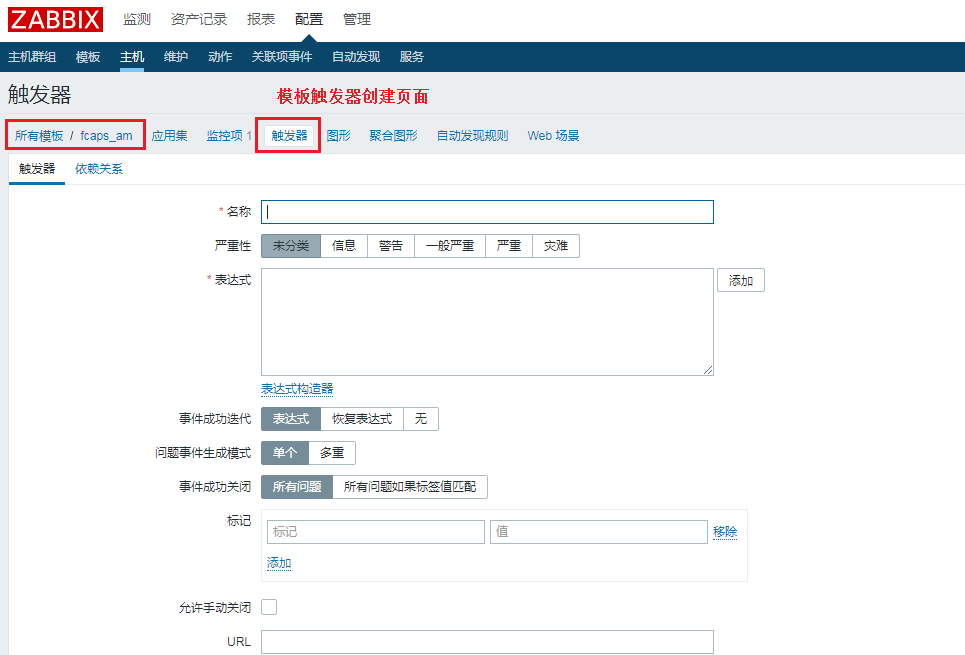 ZABBIX 监测 资产记录 报表 配置 管理
主机群组 模板 主机 维护 动作 关联项事件 自动发现 服务
触发器 模板触发器创建页面
所有模板 / fcaps_am 应用集 监控项 1 触发器 图形 聚合图形 自动发现规则 Web 场景
触发器 依赖关系
* 名称
严重性 未分类 信息 警告 一般严重 严重 灾难
* 表达式 添加
表达式构造器
事件成功迭代 表达式 恢复表达式 无
问题事件生成模式 单个 多重
事件成功关闭 所有问题 所有问题如果标签值匹配
标记 标记 值 移除
添加
允许手动关闭
URL